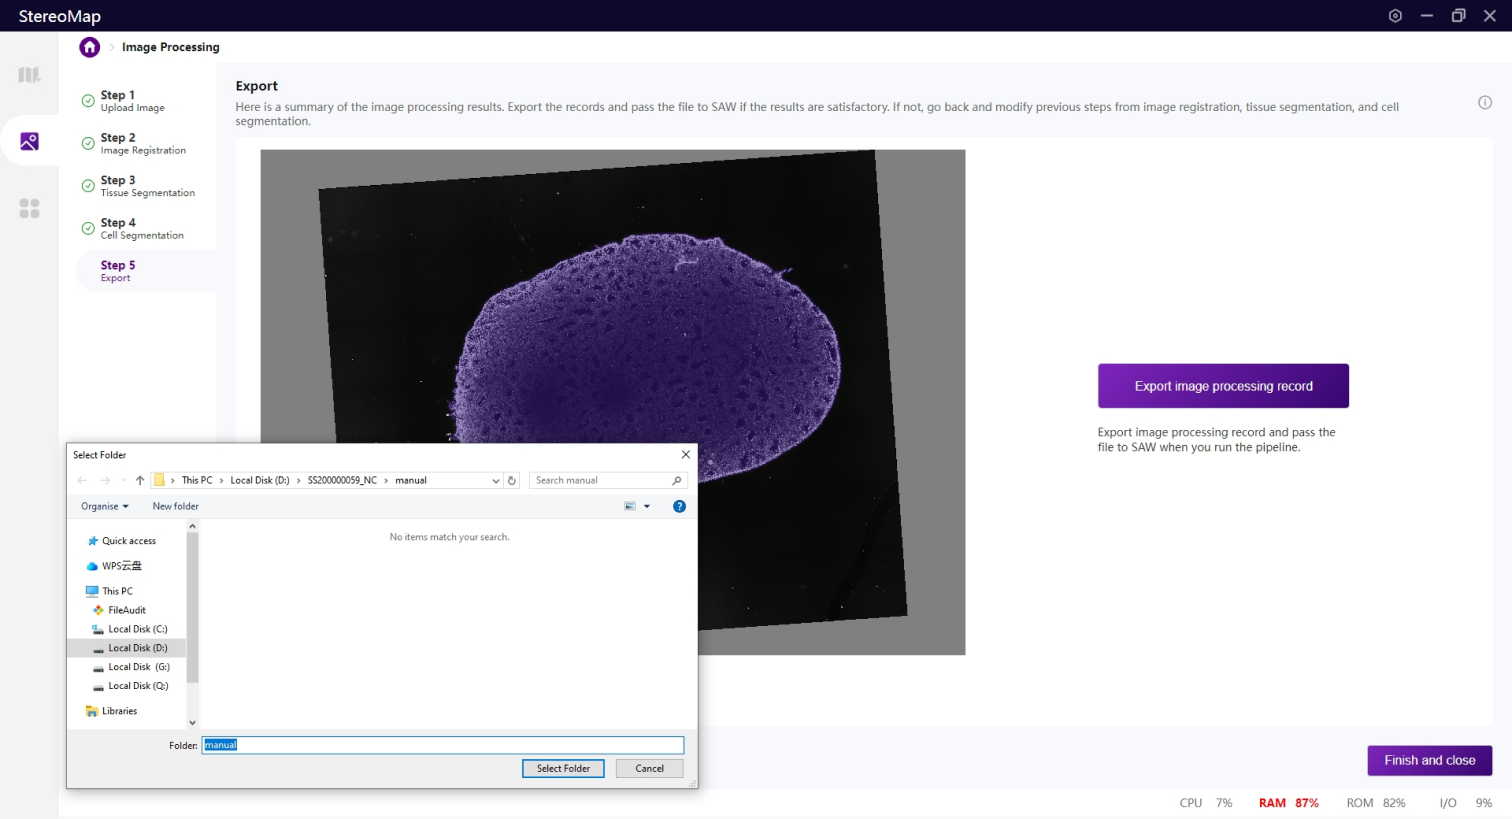 StereoMap
Image Processing
Step 1
Upload Image
Step 2
Image Registration
Step 3
Tissue Segmentation
Step 4
Cell Segmentation
Step 5
Export
Export
Here is a summary of the image processing results. Export the records and pass the file to SAW if the results are satisfactory. If not, go back and modify previous steps from image registration, tissue segmentation, and cell
segmentation.
Export image processing record
Export image processing record and pass the
file to SAW when you run the pipeline.
Select Folder
This PC > Local Disk (D:) > SS200000059_NC > manual
Search manual
Organise
New folder
Quick access
WPS云盘
This PC
FileAudit
Local Disk (C:)
Local Disk (D:)
Local Disk (G:)
Local Disk (Q:)
Libraries
No items match your search.
Folder: manual
Select Folder
Cancel
Finish and close
CPU 7% RAM 87% ROM 82% I/O 9%